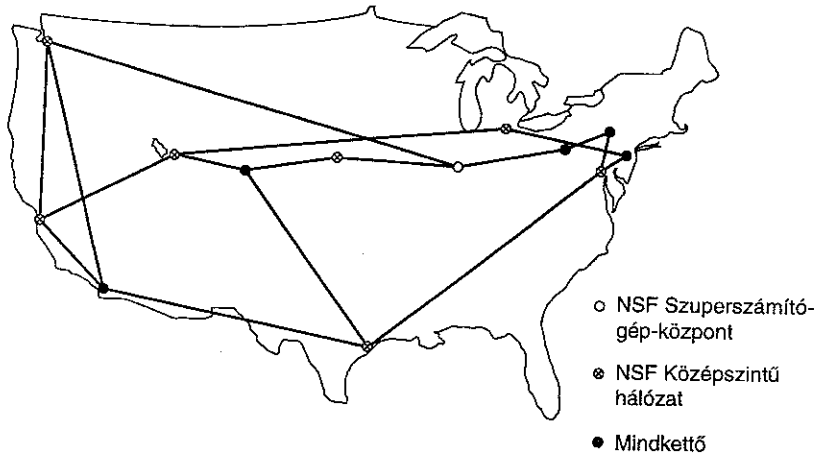 NSF Szuperszámító-
gép-központ
NSF Középszintű
hálózat
Mindkettő